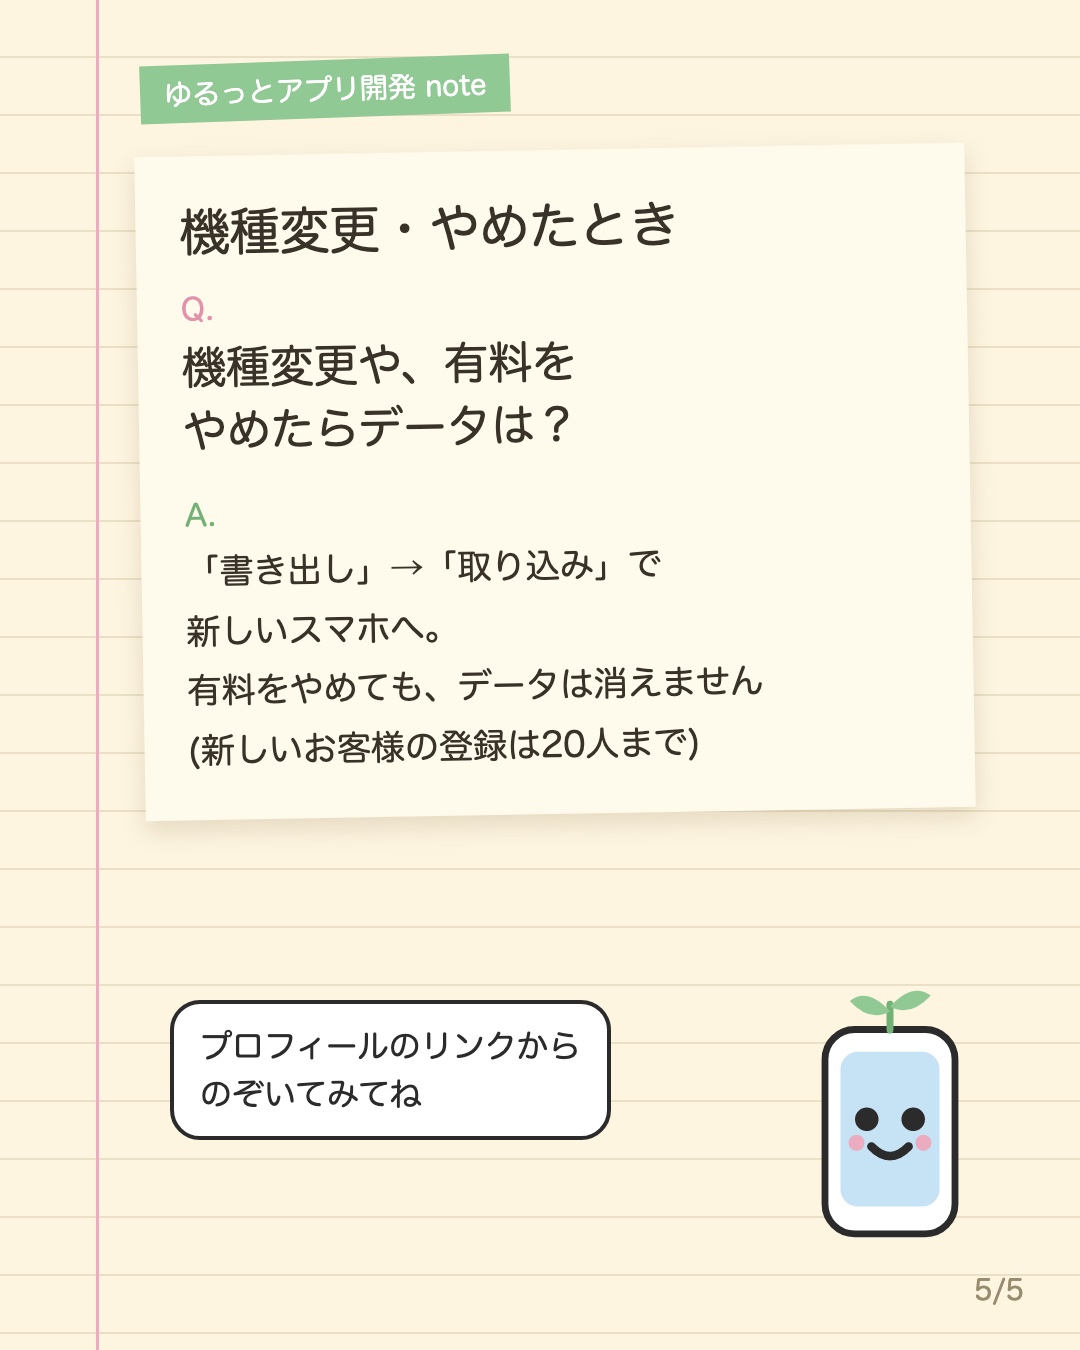 ゆるっとアプリ開発 note
機種変更・やめたとき
Q.
機種変更や、有料を
やめたらデータは？
A.
「書き出し」→「取り込み」で
新しいスマホへ。
有料をやめても、データは消えません
(新しいお客様の登録は20人まで)
プロフィールのリンクから
のぞいてみてね
5/5